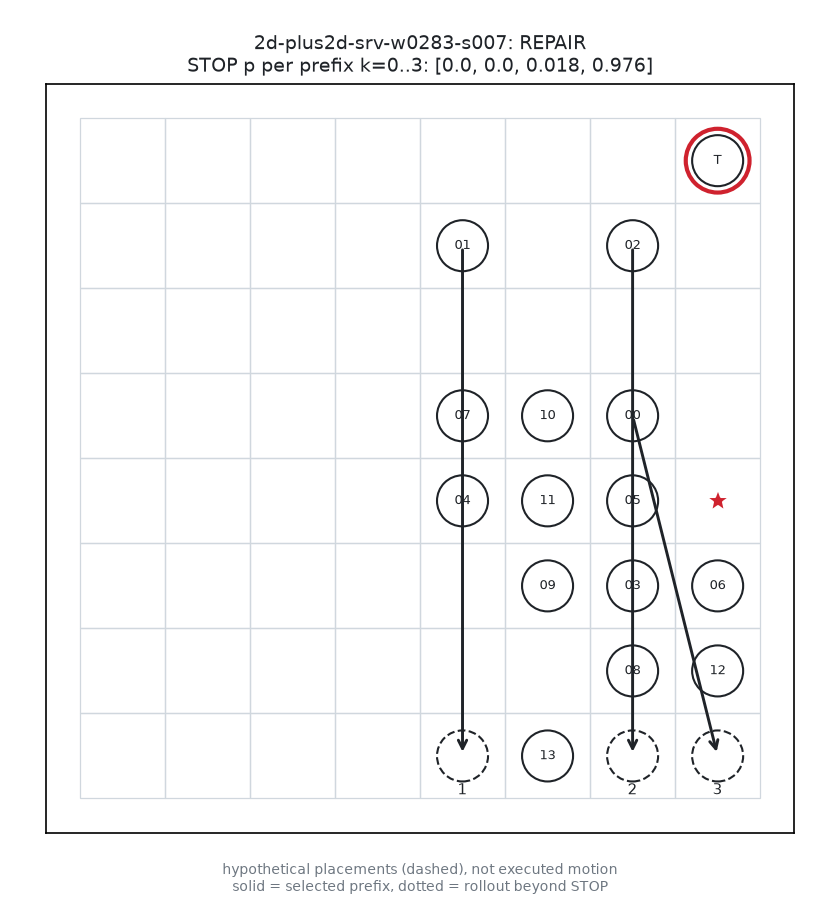 2d-plus2d-srv-w0283-s007: REPAIR
STOP p per prefix k=0..3: [0.0, 0.0, 0.018, 0.976]
T
01 02
07 10 00
04 11 05
09 03 06
08 12
13
1 2 3
hypothetical placements (dashed), not executed motion
solid = selected prefix, dotted = rollout beyond STOP